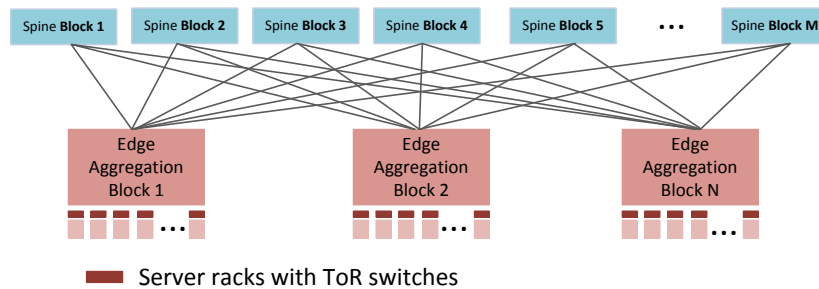 Spine Block 1 Spine Block 2 Spine Block 3 Spine Block 4 Spine Block 5 ... Spine Block M
Edge
Aggregation
Block 1
Edge
Aggregation
Block 2
Edge
Aggregation
Block N
Server racks with ToR switches